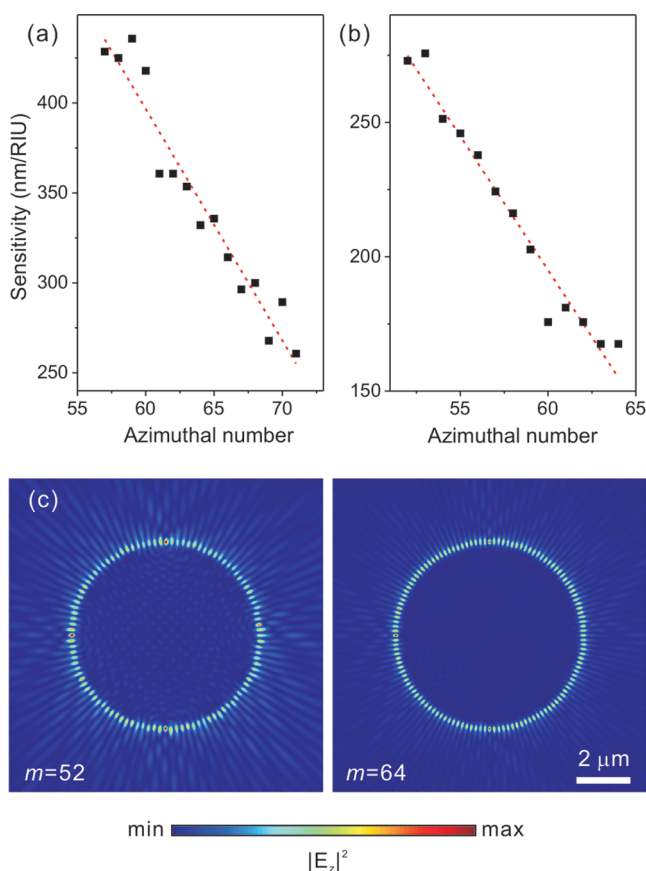 (a)
(b)
Sensitivity (nm/RIU)
400
350
300
250
55
60
65
70
Azimuthal number
250
200
150
55
60
65
Azimuthal number
(c)
m=52
m=64
2 μm
min
max
|E_z|²